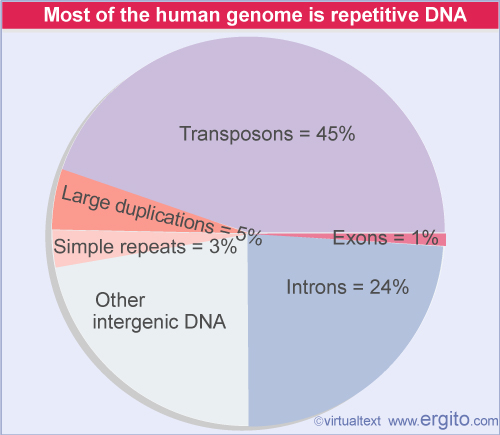 Most of the human genome is repetitive DNA
Transposons = 45%
Large duplications = 5%
Simple repeats = 3%
Exons = 1%
Introns = 24%
Other
intergenic DNA
©virtualtext www.ergito.com